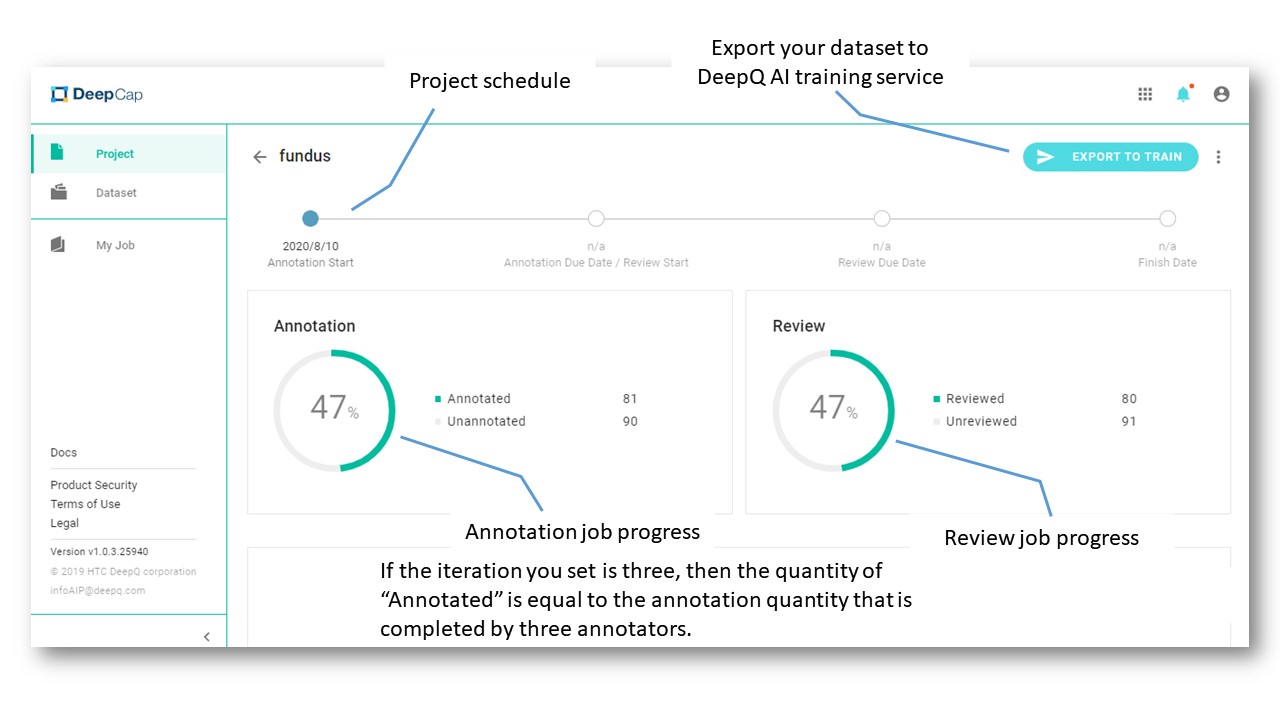 Export your dataset to
DeepQ AI training service
Project schedule
DeepCap
Project
Dataset
My Job
fundus
EXPORT TO TRAIN
2020/8/10
Annotation Start
n/a
Annotation Due Date / Review Start
n/a
Review Due Date
n/a
Finish Date
Annotation
47%
Annotated 81
Unannotated 90
Review
47%
Reviewed 80
Unreviewed 91
Annotation job progress
Review job progress
If the iteration you set is three, then the quantity of
“Annotated” is equal to the annotation quantity that is
completed by three annotators.
Docs
Product Security
Terms of Use
Legal
Version v1.0.3.25940
© 2019 HTC DeepQ corporation
infoAIP@deepq.com